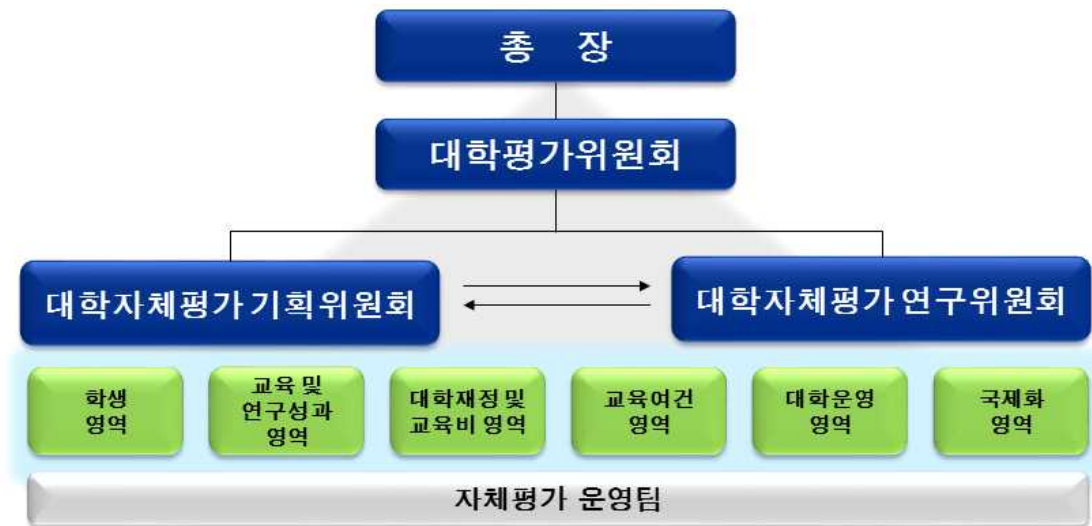 총 장
대학평가위원회
대학자체평가 기획위원회
대학자체평가 연구위원회
학생
영역
교육 및
연구성과
영역
대학재정 및
교육비 영역
교육여건
영역
대학운영
영역
국제화
영역
자체평가 운영팀